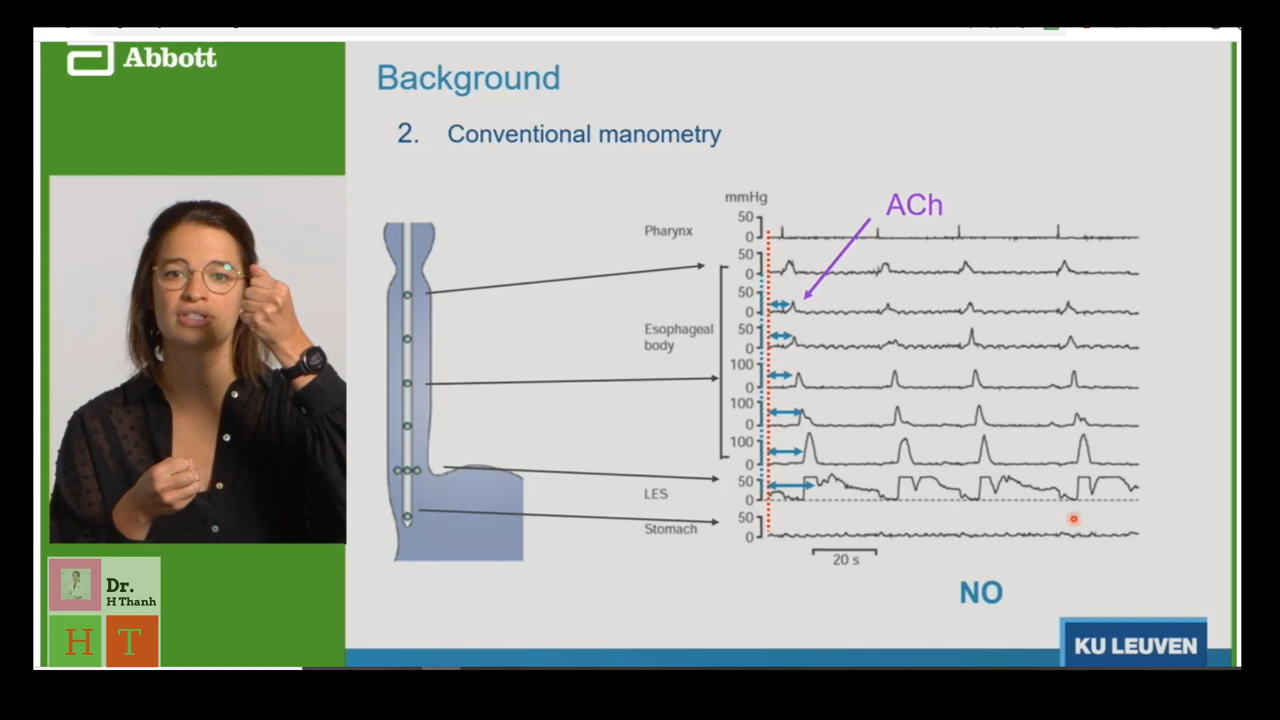 Abbott
Background
2. Conventional manometry
mmHg
ACh
50
Pharynx
0
50
0
50
0
Esophageal
body
50
0
100
0
100
0
100
0
50
LES
0
50
Stomach
0
20 s
NO
Dr.
H Thanh
H T
KU LEUVEN